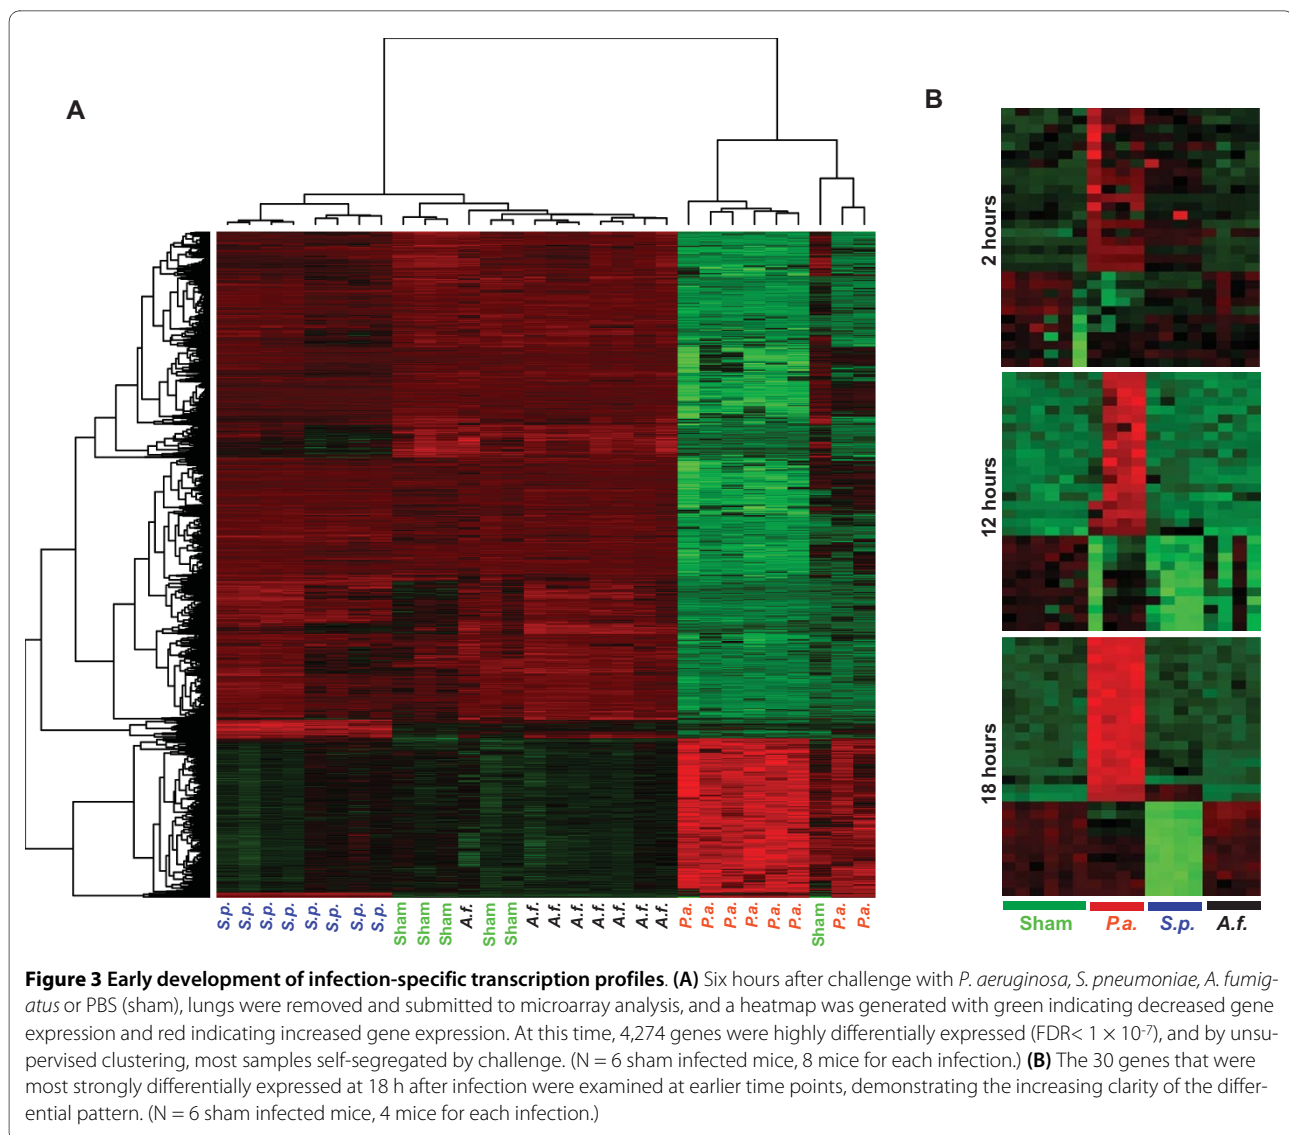 A
B
2 hours
12 hours
18 hours
S.p. S.p. S.p. S.p. S.p. S.p. S.p. S.p. Sham Sham Sham A.f. Sham Sham A.f. A.f. A.f. A.f. A.f. A.f. A.f. P.a. P.a. P.a. P.a. P.a. P.a. Sham P.a. P.a.
Sham P.a. S.p. A.f.
Figure 3 Early development of infection-specific transcription profiles. (A) Six hours after challenge with P. aeruginosa, S. pneumoniae, A. fumig-
atus or PBS (sham), lungs were removed and submitted to microarray analysis, and a heatmap was generated with green indicating decreased gene
expression and red indicating increased gene expression. At this time, 4,274 genes were highly differentially expressed (FDR< 1 × 10-7), and by unsu-
pervised clustering, most samples self-segregated by challenge. (N = 6 sham infected mice, 8 mice for each infection.) (B) The 30 genes that were
most strongly differentially expressed at 18 h after infection were examined at earlier time points, demonstrating the increasing clarity of the differ-
ential pattern. (N = 6 sham infected mice, 4 mice for each infection.)